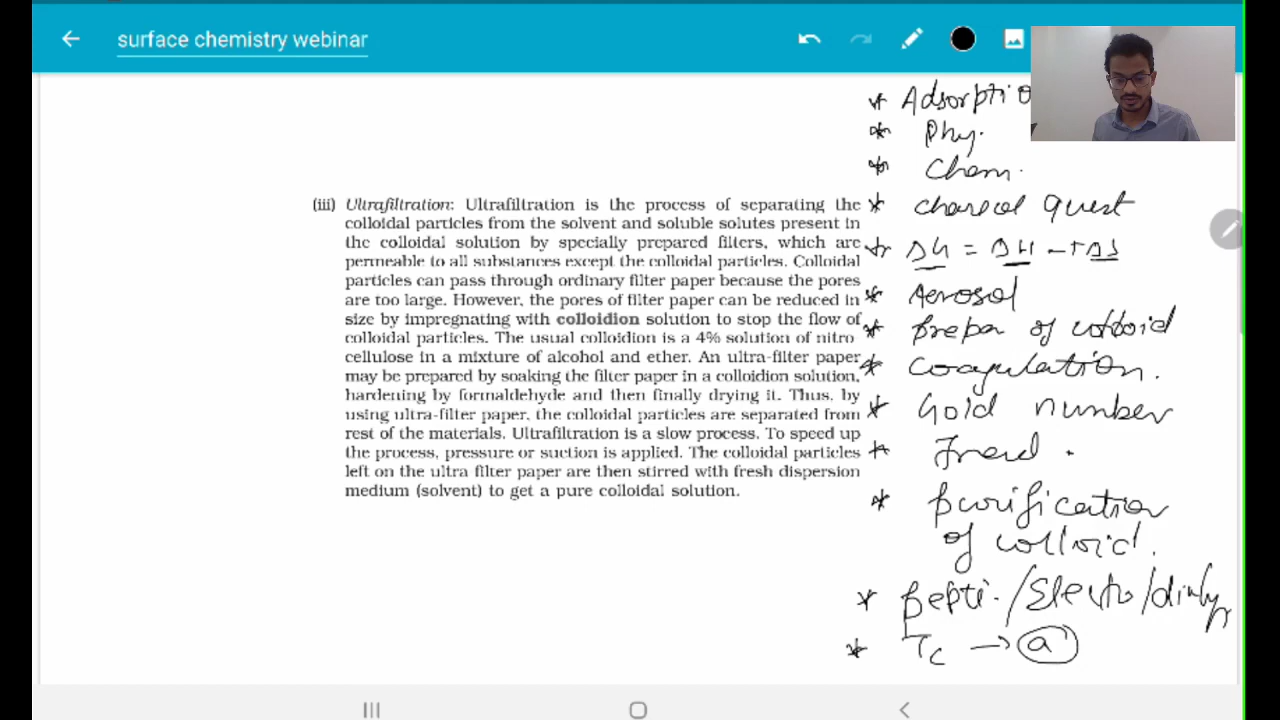 surface chemistry webinar
(iii) Ultrafiltration: Ultrafiltration is the process of separating the
colloidal particles from the solvent and soluble solutes present in
the colloidal solution by specially prepared filters, which are
permeable to all substances except the colloidal particles. Colloidal
particles can pass through ordinary filter paper because the pores
are too large. However, the pores of filter paper can be reduced in
size by impregnating with colloidion solution to stop the flow of
colloidal particles. The usual colloidion is a 4% solution of nitro
cellulose in a mixture of alcohol and ether. An ultra-filter paper
may be prepared by soaking the filter paper in a colloidion solution,
hardening by formaldehyde and then finally drying it. Thus, by
using ultra-filter paper, the colloidal particles are separated from
rest of the materials. Ultrafiltration is a slow process. To speed up
the process, pressure or suction is applied. The colloidal particles
left on the ultra filter paper are then stirred with fresh dispersion
medium (solvent) to get a pure colloidal solution.
* Adsorptio
* Phy.
* Chem.
* charcol quest
* ΔG = ΔH - TΔS
* Aerosol
* prepar of colloid
* Coagulation.
* Gold number
* Freud.
* purification
of colloid.
* pepti. / Electro / dialy
* Tc → a